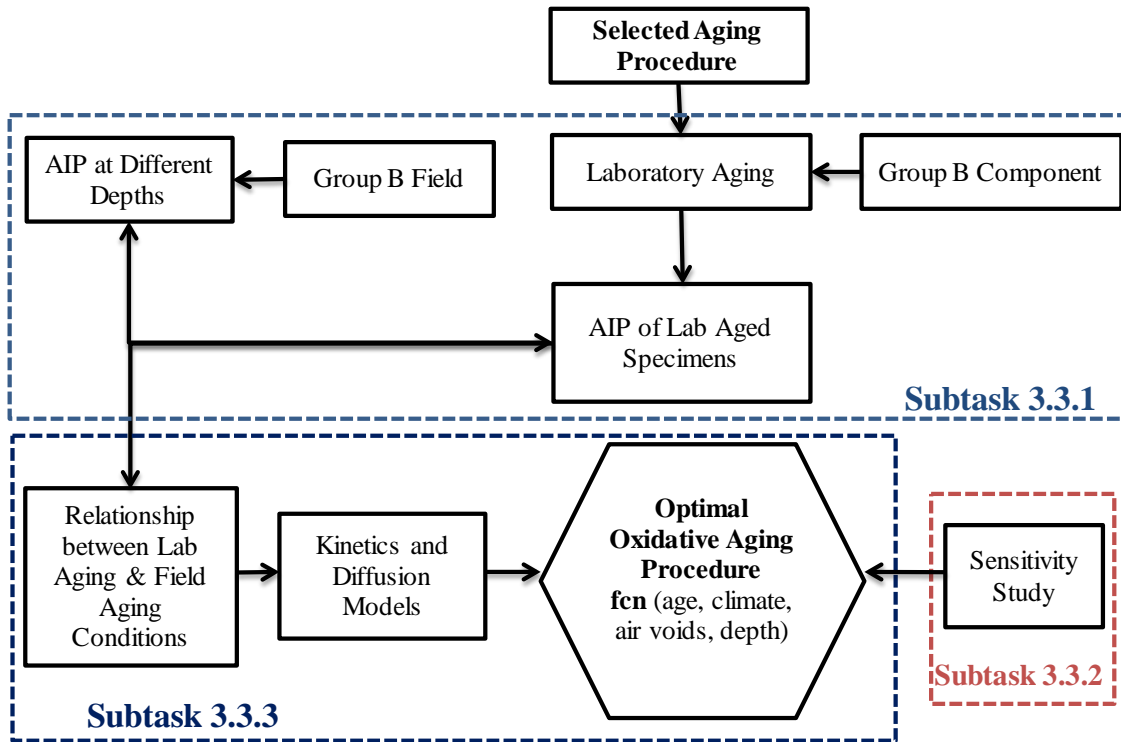 Selected Aging
Procedure
AIP at Different
Depths
Group B Field
Laboratory Aging
Group B Component
AIP of Lab Aged
Specimens
Subtask 3.3.1
Relationship
between Lab
Aging & Field
Aging
Conditions
Kinetics and
Diffusion
Models
Optimal
Oxidative Aging
Procedure
fcn (age, climate,
air voids, depth)
Sensitivity
Study
Subtask 3.3.2
Subtask 3.3.3